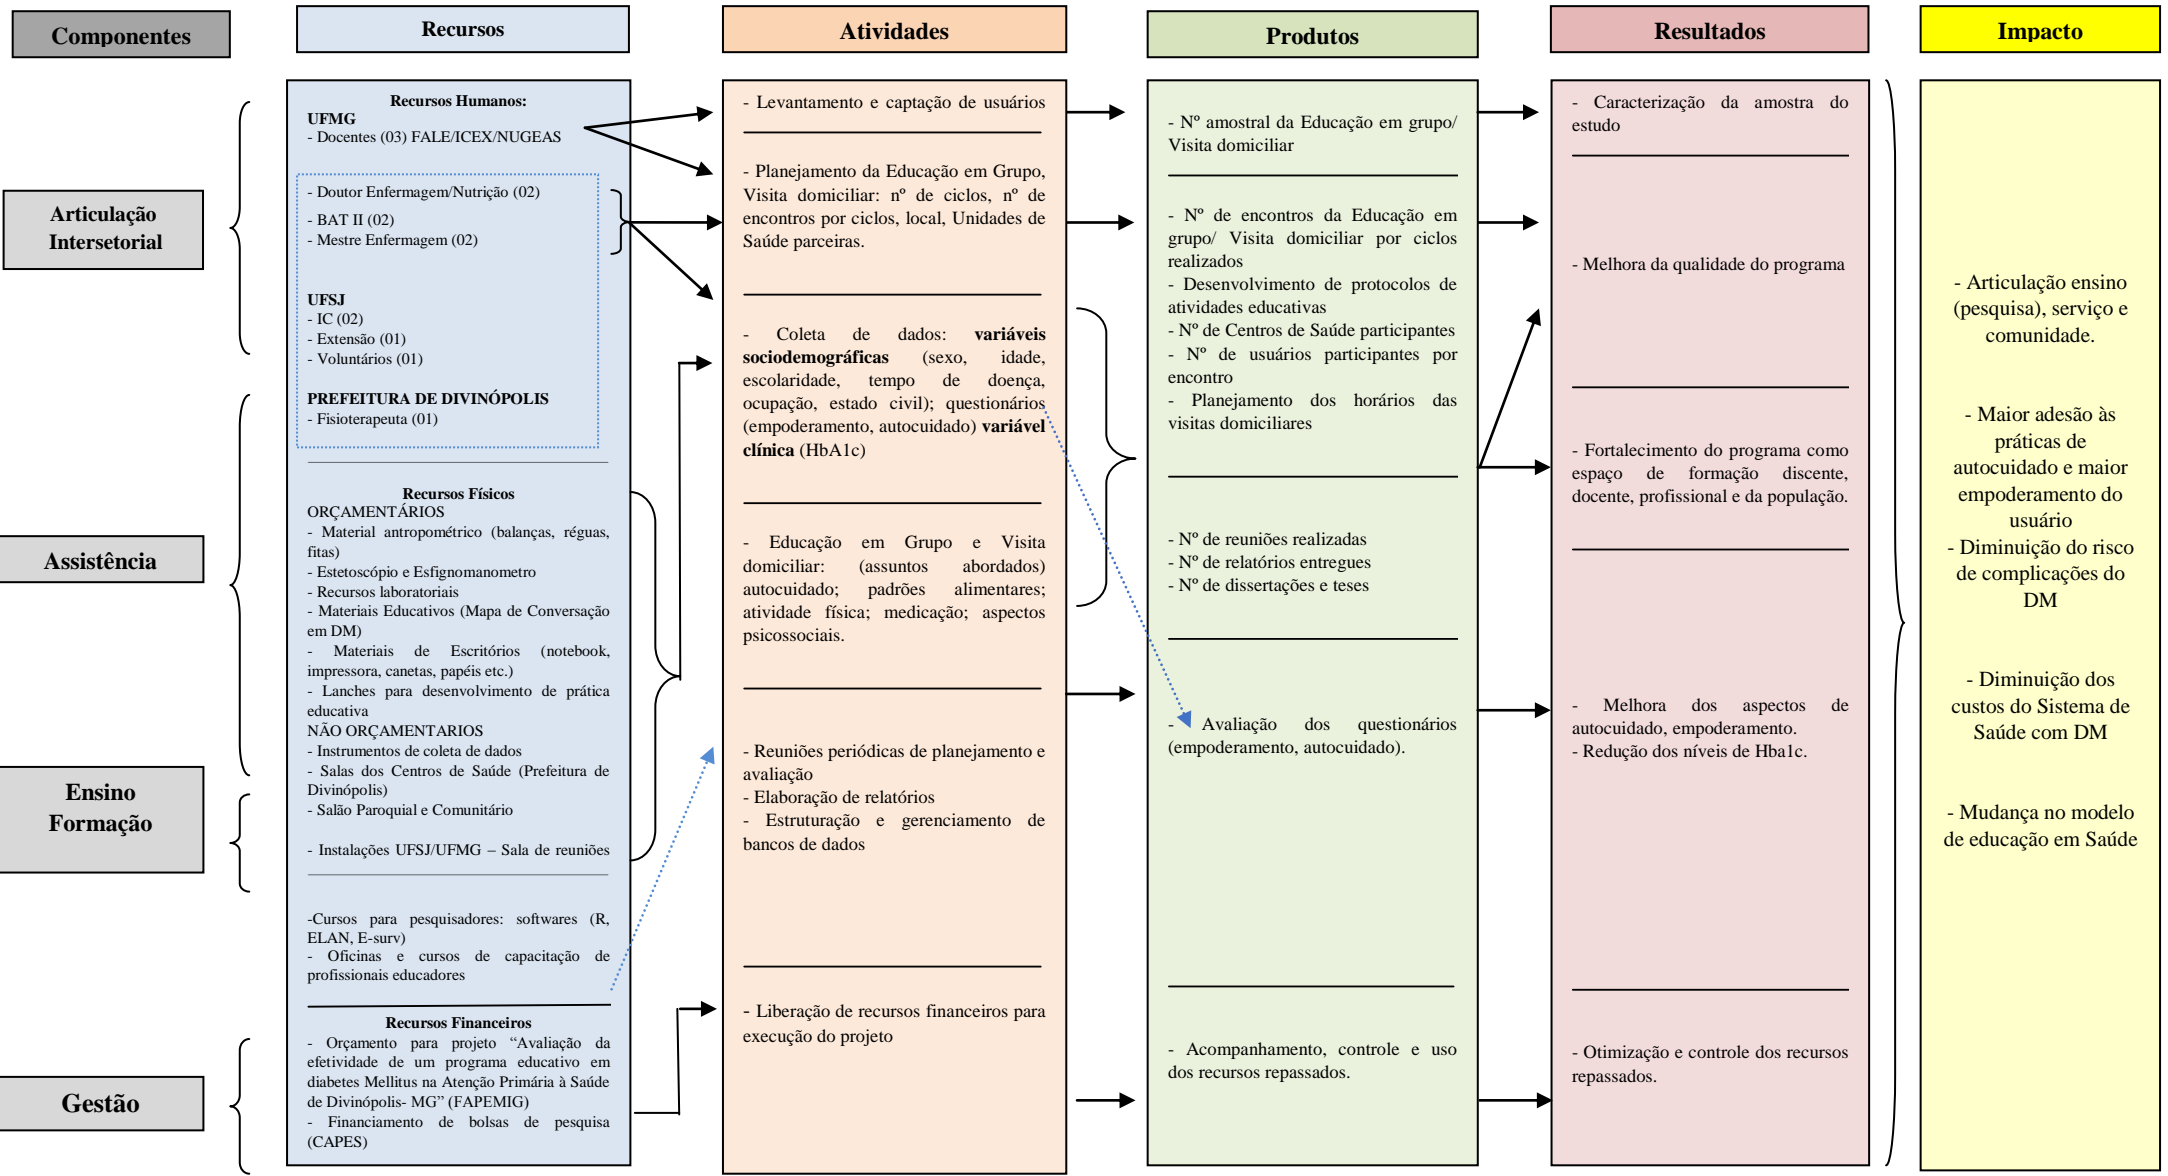 Componentes
Recursos
Atividades
Produtos
Resultados
Impacto
Articulação
Intersetorial
Assistência
Ensino
Formação
Gestão
Recursos Humanos:
UFMG
- Docentes (03) FALE/ICEX/NUGEAS
- Doutor Enfermagem/Nutrição (02)
- BAT II (02)
- Mestre Enfermagem (02)
UFSJ
- IC (02)
- Extensão (01)
- Voluntários (01)
PREFEITURA DE DIVINÓPOLIS
- Fisioterapeuta (01)
Recursos Físicos
ORÇAMENTÁRIOS
- Material antropométrico (balanças, réguas,
fitas)
- Estetoscópio e Esfignomanometro
- Recursos laboratoriais
- Materiais Educativos (Mapa de Conversação
em DM)
- Materiais de Escritórios (notebook,
impressora, canetas, papéis etc.)
- Lanches para desenvolvimento de prática
educativa
NÃO ORÇAMENTARIOS
- Instrumentos de coleta de dados
- Salas dos Centros de Saúde (Prefeitura de
Divinópolis)
- Salão Paroquial e Comunitário
- Instalações UFSJ/UFMG – Sala de reuniões
-Cursos para pesquisadores: softwares (R,
ELAN, E-surv)
- Oficinas e cursos de capacitação de
profissionais educadores
Recursos Financeiros
- Orçamento para projeto “Avaliação da
efetividade de um programa educativo em
diabetes Mellitus na Atenção Primária à Saúde
de Divinópolis- MG” (FAPEMIG)
- Financiamento de bolsas de pesquisa
(CAPES)
- Levantamento e captação de usuários
- Planejamento da Educação em Grupo,
Visita domiciliar: nº de ciclos, nº de
encontros por ciclos, local, Unidades de
Saúde parceiras.
- Coleta de dados: variáveis
sociodemográficas (sexo, idade,
escolaridade, tempo de doença,
ocupação, estado civil); questionários
(empoderamento, autocuidado) variável
clínica (HbA1c)
- Educação em Grupo e Visita
domiciliar: (assuntos abordados)
autocuidado; padrões alimentares;
atividade física; medicação; aspectos
psicossociais.
- Reuniões periódicas de planejamento e
avaliação
- Elaboração de relatórios
- Estruturação e gerenciamento de
bancos de dados
- Liberação de recursos financeiros para
execução do projeto
- Nº amostral da Educação em grupo/
Visita domiciliar
- Nº de encontros da Educação em
grupo/ Visita domiciliar por ciclos
realizados
- Desenvolvimento de protocolos de
atividades educativas
- Nº de Centros de Saúde participantes
- Nº de usuários participantes por
encontro
- Planejamento dos horários das
visitas domiciliares
- Nº de reuniões realizadas
- Nº de relatórios entregues
- Nº de dissertações e teses
- Avaliação dos questionários
(empoderamento, autocuidado).
- Acompanhamento, controle e uso
dos recursos repassados.
- Caracterização da amostra do
estudo
- Melhora da qualidade do programa
- Fortalecimento do programa como
espaço de formação discente,
docente, profissional e da população.
- Melhora dos aspectos de
autocuidado, empoderamento.
- Redução dos níveis de Hba1c.
- Otimização e controle dos recursos
repassados.
- Articulação ensino
(pesquisa), serviço e
comunidade.
- Maior adesão às
práticas de
autocuidado e maior
empoderamento do
usuário
- Diminuição do risco
de complicações do
DM
- Diminuição dos
custos do Sistema de
Saúde com DM
- Mudança no modelo
de educação em Saúde